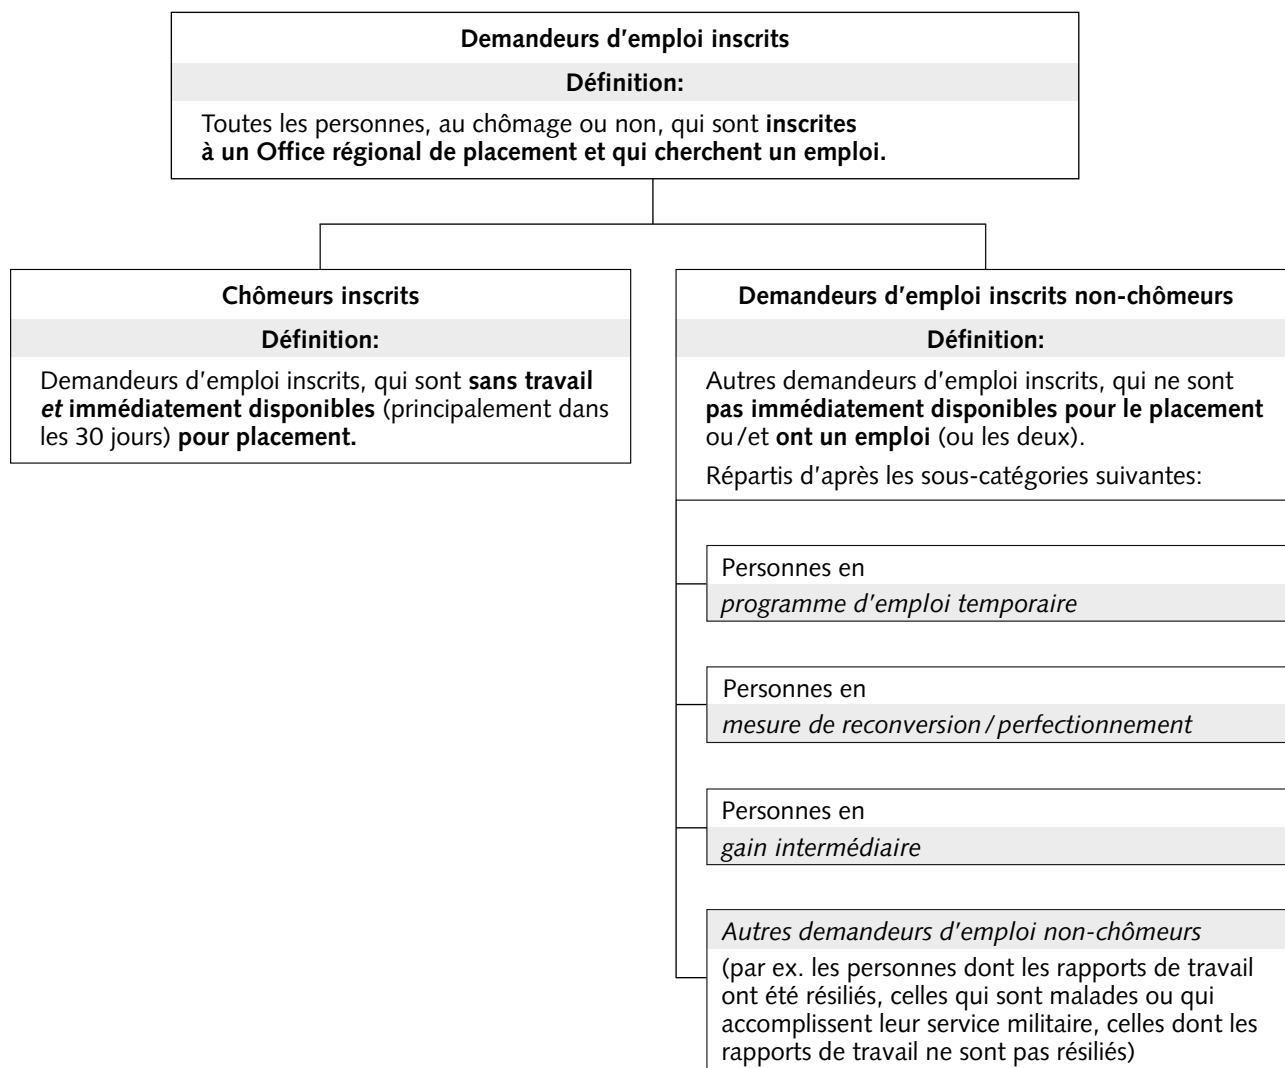 Demandeurs d'emploi inscrits
Définition:
Toutes les personnes, au chômage ou non, qui sont inscrites
à un Office régional de placement et qui cherchent un emploi.
Chômeurs inscrits
Définition:
Demandeurs d'emploi inscrits, qui sont sans travail
et immédiatement disponibles (principalement dans
les 30 jours) pour placement.
Demandeurs d'emploi inscrits non-chômeurs
Définition:
Autres demandeurs d'emploi inscrits, qui ne sont
pas immédiatement disponibles pour le placement
ou/et ont un emploi (ou les deux).
Répartis d'après les sous-catégories suivantes:
Personnes en
programme d'emploi temporaire
Personnes en
mesure de reconversion/perfectionnement
Personnes en
gain intermédiaire
Autres demandeurs d'emploi non-chômeurs
(par ex. les personnes dont les rapports de travail
ont été résiliés, celles qui sont malades ou qui
accomplissent leur service militaire, celles dont les
rapports de travail ne sont pas résiliés)